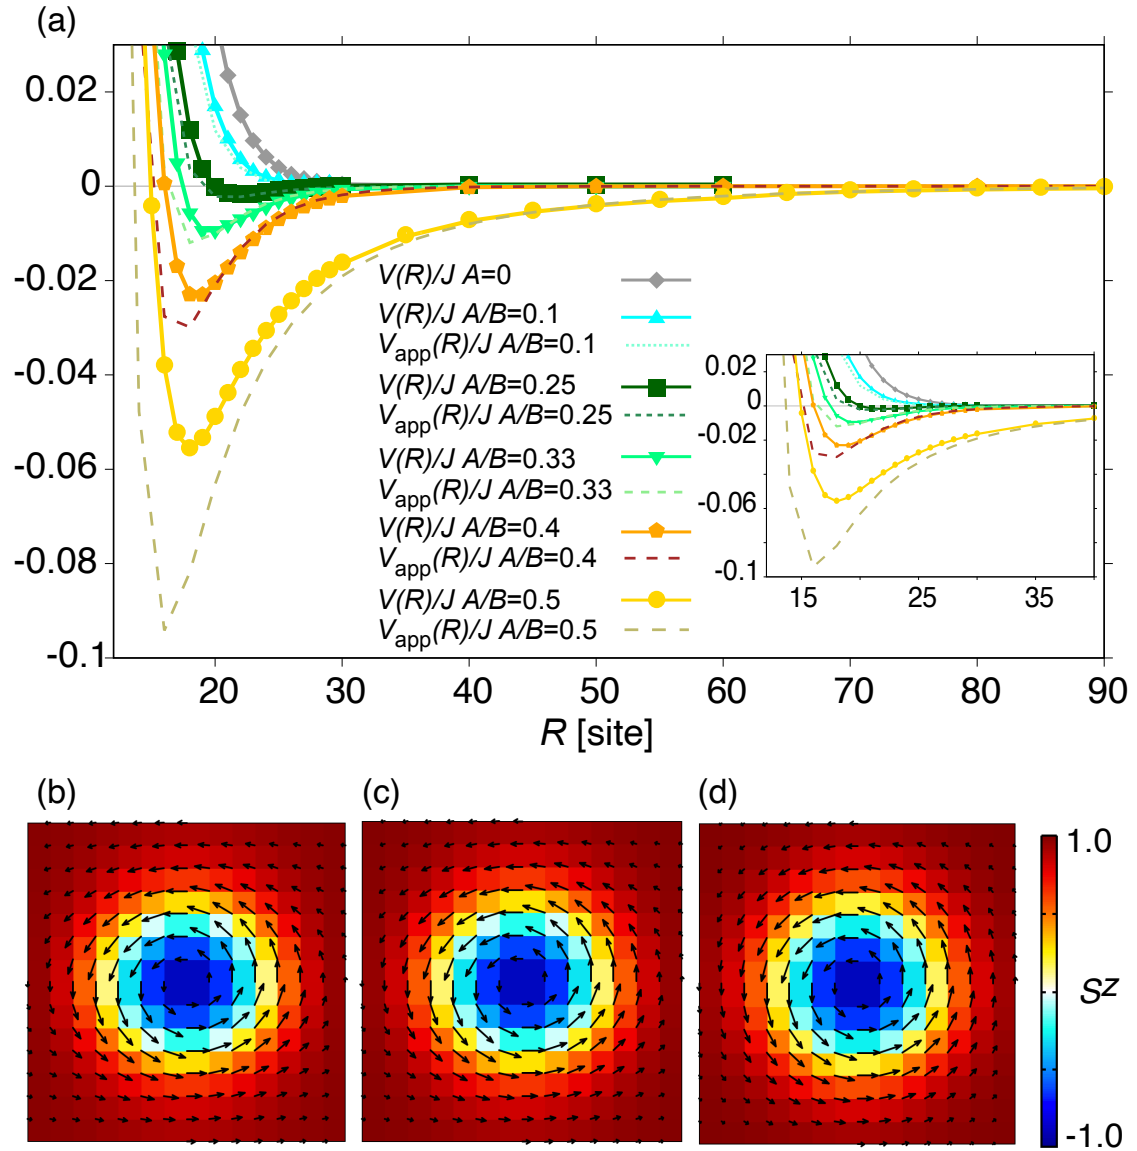 (a)
0.02
0
-0.02
-0.04
-0.06
-0.08
-0.1
V(R)/J A=0
V(R)/J A/B=0.1
Vapp(R)/J A/B=0.1
V(R)/J A/B=0.25
Vapp(R)/J A/B=0.25
V(R)/J A/B=0.33
Vapp(R)/J A/B=0.33
V(R)/J A/B=0.4
Vapp(R)/J A/B=0.4
V(R)/J A/B=0.5
Vapp(R)/J A/B=0.5
0.02
0
-0.02
-0.06
-0.1
15 25 35
20 30 40 50 60 70 80 90
R [site]
(b) (c) (d)
1.0
Sz
-1.0